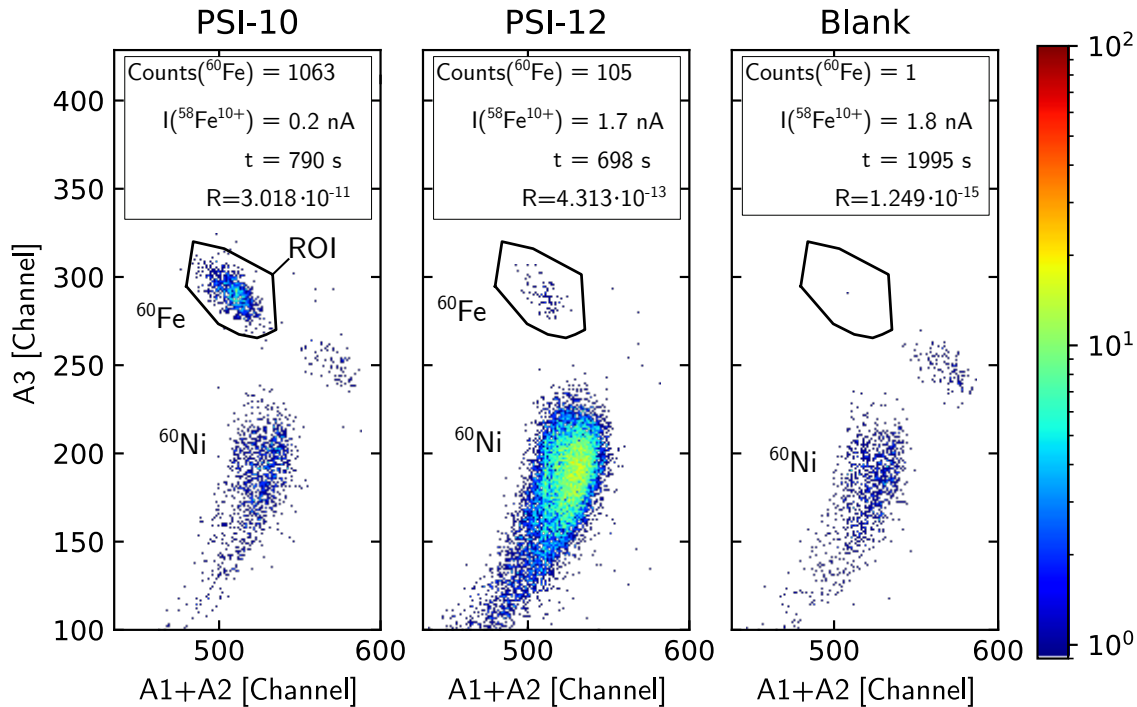 PSI-10
Counts(⁶⁰Fe) = 1063
I(⁵⁸Fe¹⁰⁺) = 0.2 nA
t = 790 s
R=3.018·10⁻¹¹
ROI
⁶⁰Fe
⁶⁰Ni
PSI-12
Counts(⁶⁰Fe) = 105
I(⁵⁸Fe¹⁰⁺) = 1.7 nA
t = 698 s
R=4.313·10⁻¹³
⁶⁰Fe
⁶⁰Ni
Blank
Counts(⁶⁰Fe) = 1
I(⁵⁸Fe¹⁰⁺) = 1.8 nA
t = 1995 s
R=1.249·10⁻¹⁵
⁶⁰Ni
A3 [Channel]
400
350
300
250
200
150
100
500 600
500 600
500 600
A1+A2 [Channel]
A1+A2 [Channel]
A1+A2 [Channel]
10²
10¹
10⁰